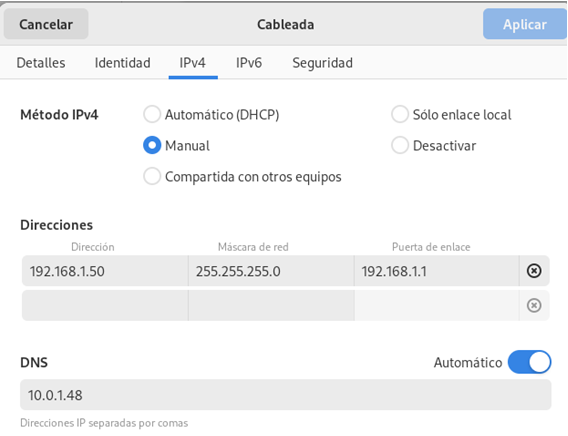 Cancelar Cableada Aplicar
Detalles Identidad IPv4 IPv6 Seguridad
Método IPv4 Automático (DHCP) Sólo enlace local
Manual Desactivar
Compartida con otros equipos
Direcciones
Dirección Máscara de red Puerta de enlace
192.168.1.50 255.255.255.0 192.168.1.1
DNS Automático
10.0.1.48
Direcciones IP separadas por comas